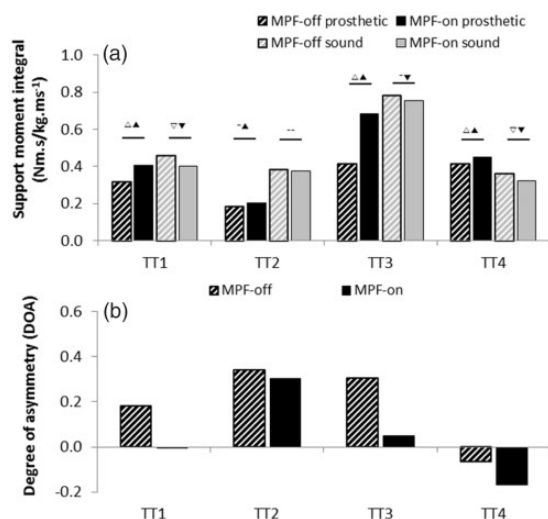 MPF-off prosthetic MPF-on prosthetic
MPF-off sound MPF-on sound
(a)
Support moment integral
(Nm.s/kg.ms-1)
1.0
0.8
0.6
0.4
0.2
0.0
△▲ ▽▼ -▲ -- △▲ -▼ △▲ ▽▼
TT1 TT2 TT3 TT4
MPF-off MPF-on
(b)
Degree of asymmetry (DOA)
0.6
0.4
0.2
0.0
-0.2
TT1 TT2 TT3 TT4